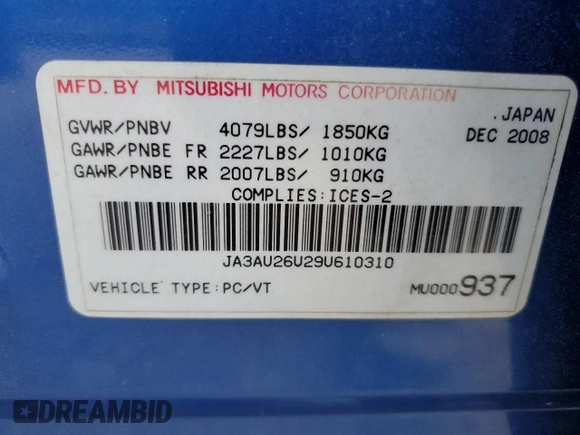 MFD. BY MITSUBISHI MOTORS CORPORATION
JAPAN
GVWR/PNBV 4079LBS/ 1850KG DEC 2008
GAWR/PNBE FR 2227LBS/ 1010KG
GAWR/PNBE RR 2007LBS/ 910KG
COMPLIES:ICES-2
JA3AU26U29U610310
VEHICLE TYPE:PC/VT MU000937
DREAMBID